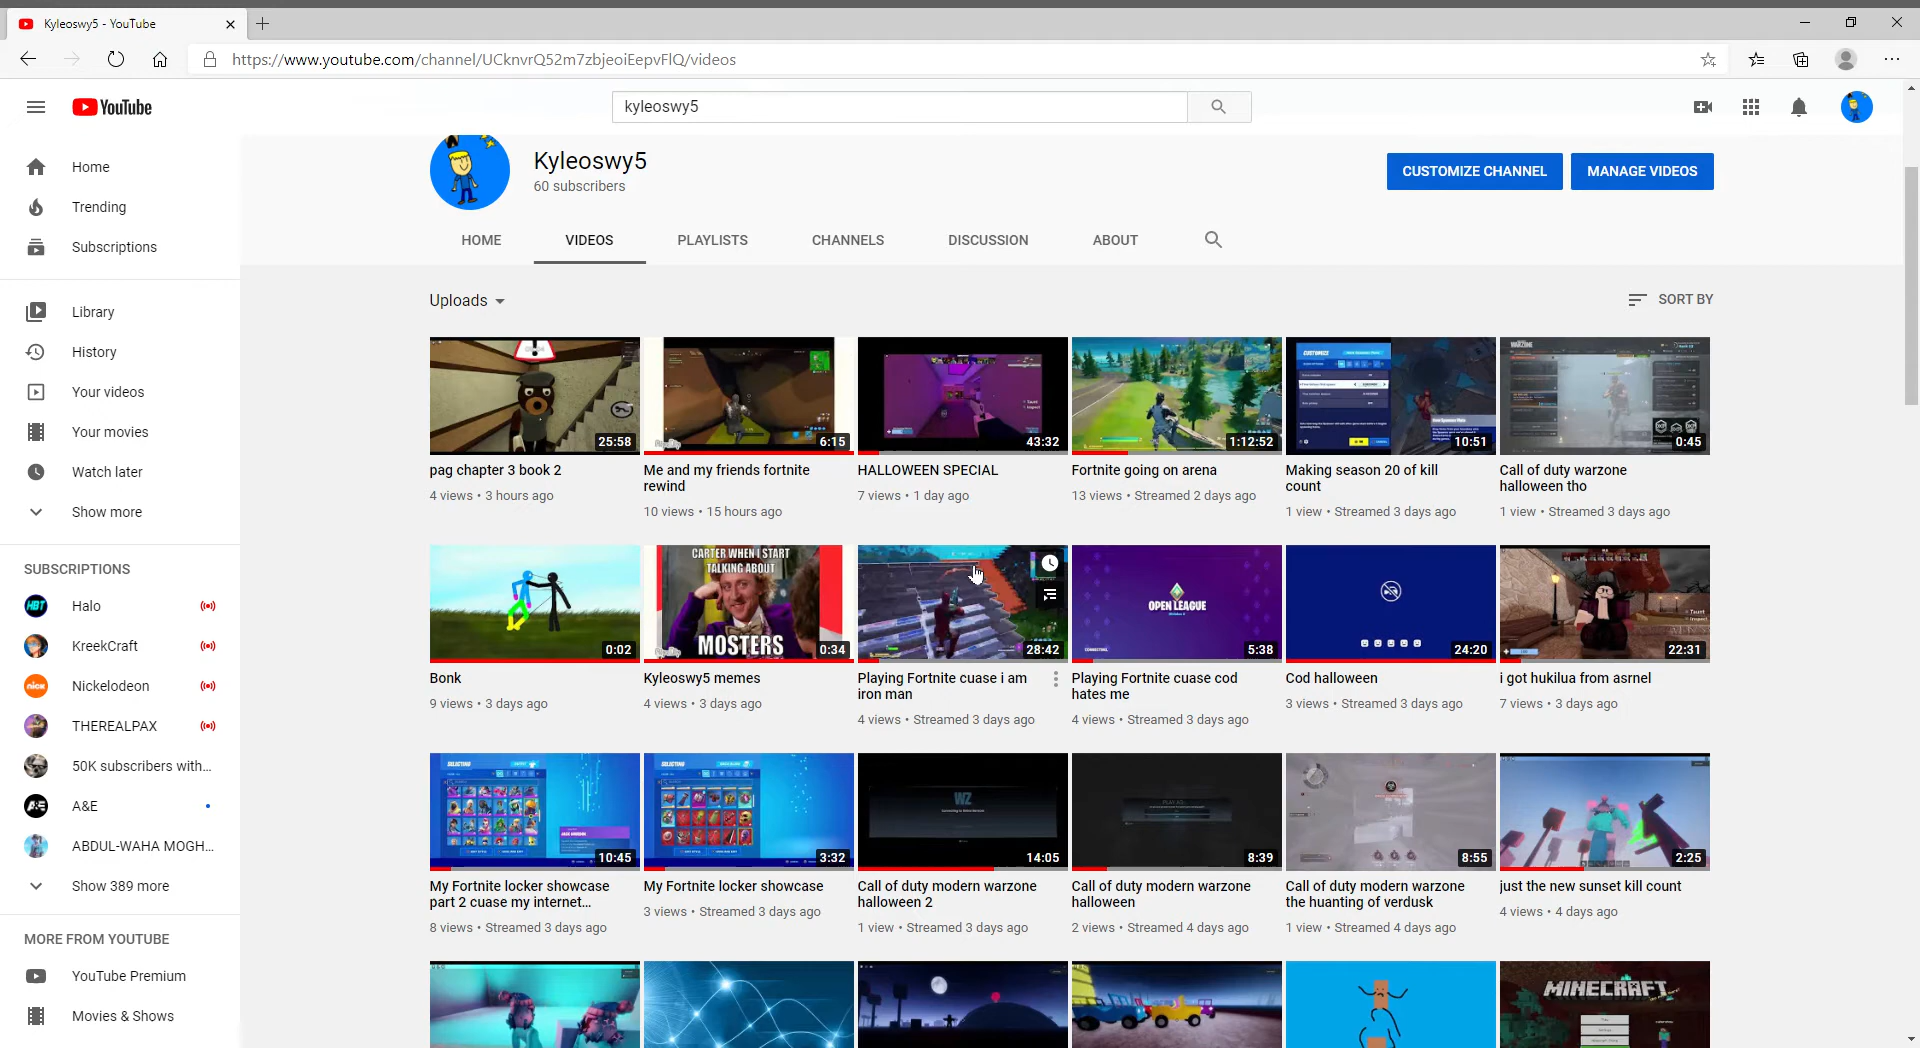 Kyleoswy5 - YouTube
https://www.youtube.com/channel/UCknvrQ52m7zbjeoiEepvFlQ/videos
YouTube
kyleoswy5
Home
Trending
Subscriptions
Library
History
Your videos
Your movies
Watch later
Show more
SUBSCRIPTIONS
Halo
KreekCraft
Nickelodeon
THEREALPAX
50K subscribers with...
A&E
ABDUL-WAHA MOGH...
Show 389 more
MORE FROM YOUTUBE
YouTube Premium
Movies & Shows
Kyleoswy5
60 subscribers
CUSTOMIZE CHANNEL
MANAGE VIDEOS
HOME VIDEOS PLAYLISTS CHANNELS DISCUSSION ABOUT
Uploads
SORT BY
25:58
pag chapter 3 book 2
4 views • 3 hours ago
6:15
Me and my friends fortnite
rewind
10 views • 15 hours ago
43:32
HALLOWEEN SPECIAL
7 views • 1 day ago
1:12:52
Fortnite going on arena
13 views • Streamed 2 days ago
CUSTOMIZE
10:51
Making season 20 of kill
count
1 view • Streamed 3 days ago
WARZONE
0:45
Call of duty warzone
halloween tho
1 view • Streamed 3 days ago
0:02
Bonk
9 views • 3 days ago
CARTER WHEN I START
TALKING ABOUT
MOSTERS
0:34
Kyleoswy5 memes
4 views • 3 days ago
28:42
Playing Fortnite cuase i am
iron man
4 views • Streamed 3 days ago
OPEN LEAGUE
5:38
Playing Fortnite cuase cod
hates me
4 views • Streamed 3 days ago
24:20
Cod halloween
3 views • Streamed 3 days ago
22:31
i got hukilua from asrnel
7 views • 3 days ago
10:45
My Fortnite locker showcase
part 2 cuase my internet...
8 views • Streamed 3 days ago
3:32
My Fortnite locker showcase
3 views • Streamed 3 days ago
WZ
14:05
Call of duty modern warzone
halloween 2
1 view • Streamed 3 days ago
8:39
Call of duty modern warzone
halloween
2 views • Streamed 4 days ago
8:55
Call of duty modern warzone
the huanting of verdusk
1 view • Streamed 4 days ago
2:25
just the new sunset kill count
4 views • 4 days ago
MINECRAFT